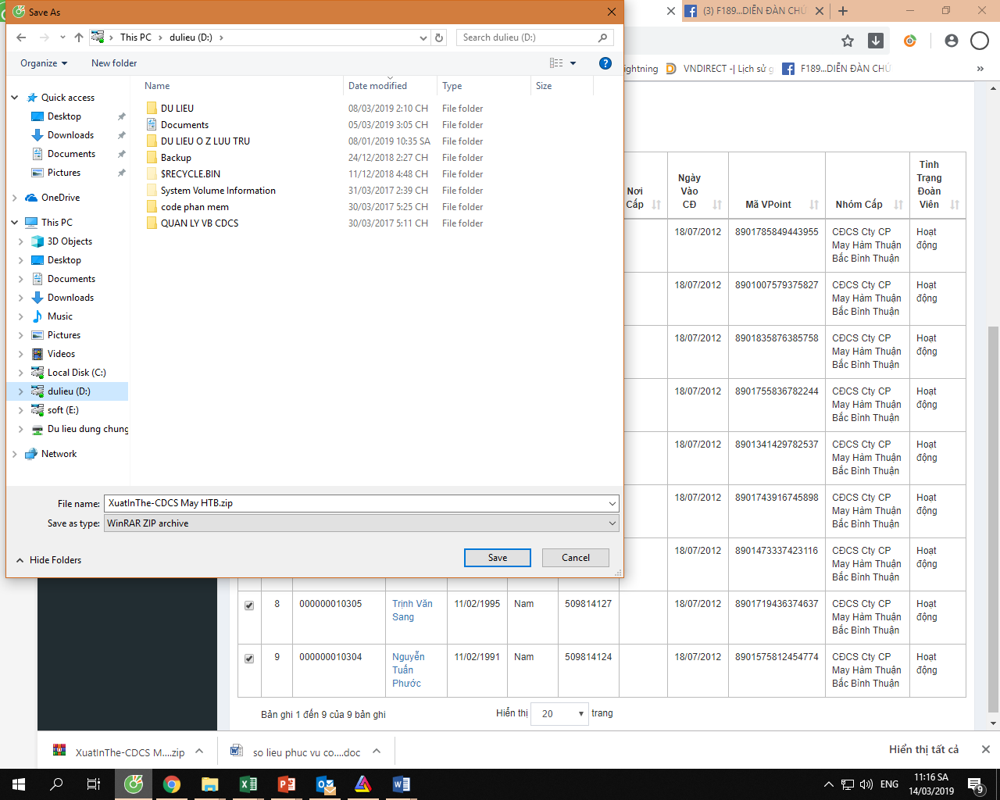 Save As
(3) F189...DIỄN ĐÀN CHỨ
This PC
dulieu (D:)
Search dulieu (D:)
Organize
New folder
ightning
VNDIRECT -| Lịch sử g
F189...DIỄN ĐÀN CHỨ
Name
Date modified
Type
Size
Quick access
Desktop
Downloads
Documents
Pictures
OneDrive
This PC
3D Objects
Desktop
Documents
Downloads
Music
Pictures
Videos
Local Disk (C:)
dulieu (D:)
soft (E:)
Du lieu dung chung
Network
DU LIEU 08/03/2019 2:10 CH File folder
Documents 05/03/2019 3:05 CH File folder
DU LIEU O Z LUU TRU 08/01/2019 10:35 SA File folder
Backup 24/12/2018 2:27 CH File folder
$RECYCLE.BIN 11/12/2018 4:48 CH File folder
System Volume Information 31/03/2017 2:39 CH File folder
code phan mem 30/03/2017 5:25 CH File folder
QUAN LY VB CDCS 30/03/2017 5:11 CH File folder
File name: XuatInThe-CDCS May HTB.zip
Save as type: WinRAR ZIP archive
Hide Folders
Save
Cancel
Nơi
Cấp
Ngày
Vào
CĐ
Mã VPoint
Nhóm Cấp
Tình
Trạng
Đoàn
Viên
18/07/2012 8901785849443955 CĐCS Cty CP Hoạt
May Hàm Thuận động
Bắc Bình Thuận
18/07/2012 8901007579375827 CĐCS Cty CP Hoạt
May Hàm Thuận động
Bắc Bình Thuận
18/07/2012 8901835876385758 CĐCS Cty CP Hoạt
May Hàm Thuận động
Bắc Bình Thuận
18/07/2012 8901755836782244 CĐCS Cty CP Hoạt
May Hàm Thuận động
Bắc Bình Thuận
18/07/2012 8901341429782537 CĐCS Cty CP Hoạt
May Hàm Thuận động
Bắc Bình Thuận
18/07/2012 8901743916745898 CĐCS Cty CP Hoạt
May Hàm Thuận động
Bắc Bình Thuận
18/07/2012 8901473337423116 CĐCS Cty CP Hoạt
May Hàm Thuận động
Bắc Bình Thuận
8 000000010305 Trịnh Văn 11/02/1995 Nam 509814127 18/07/2012 8901719436374637 CĐCS Cty CP Hoạt
Sang May Hàm Thuận động
Bắc Bình Thuận
9 000000010304 Nguyễn 11/02/1991 Nam 509814124 18/07/2012 8901575812454774 CĐCS Cty CP Hoạt
Tuấn May Hàm Thuận động
Phước Bắc Bình Thuận
Bản ghi 1 đến 9 của 9 bản ghi
Hiển thị 20 trang
XuatInThe-CDCS M....zip
so lieu phuc vu co....doc
Hiển thị tất cả
ENG
11:16 SA
14/03/2019
9